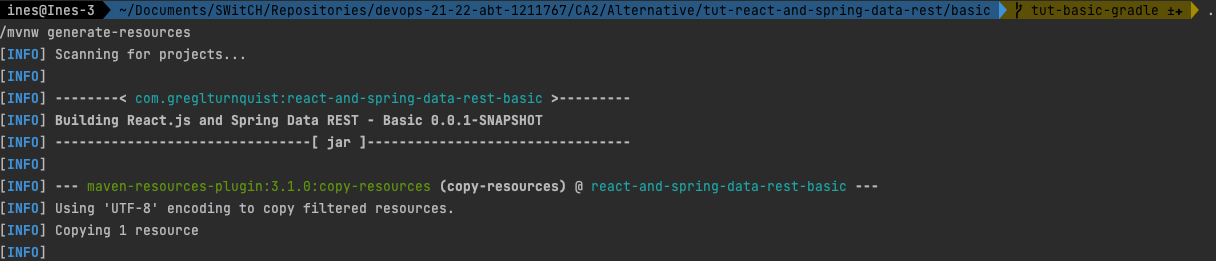 ines@Ines-3 ~/Documents/SWitCH/Repositories/devops-21-22-abt-1211767/CA2/Alternative/tut-react-and-spring-data-rest/basic tut-basic-gradle ±+ .
/mvnw generate-resources
[INFO] Scanning for projects...
[INFO]
[INFO] --------< com.greglturnquist:react-and-spring-data-rest-basic >---------
[INFO] Building React.js and Spring Data REST - Basic 0.0.1-SNAPSHOT
[INFO] --------------------------------[ jar ]---------------------------------
[INFO]
[INFO] --- maven-resources-plugin:3.1.0:copy-resources (copy-resources) @ react-and-spring-data-rest-basic ---
[INFO] Using 'UTF-8' encoding to copy filtered resources.
[INFO] Copying 1 resource
[INFO]